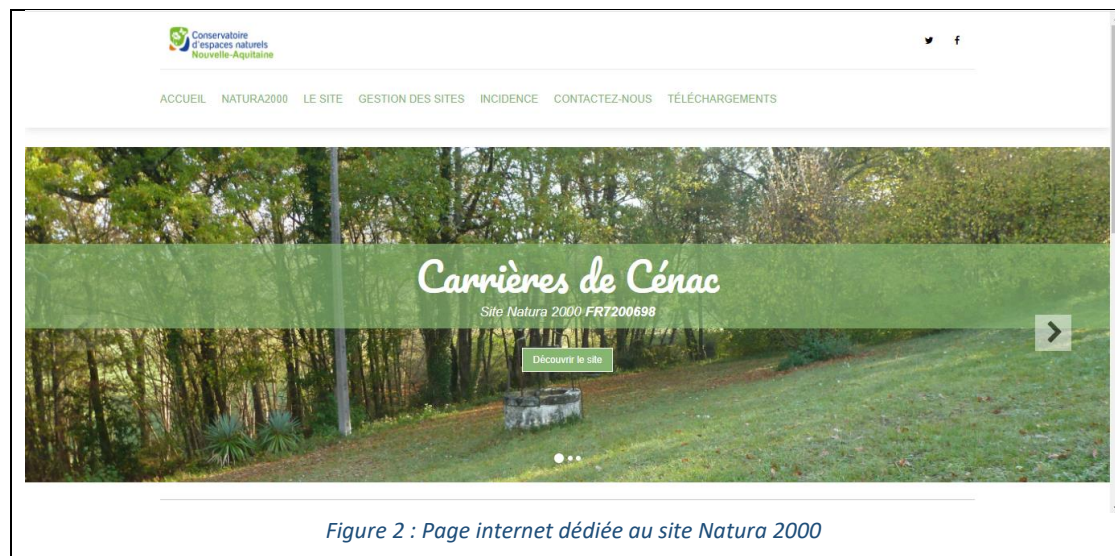 Conservatoire
d'espaces naturels
Nouvelle-Aquitaine
ACCUEIL NATURA2000 LE SITE GESTION DES SITES INCIDENCE CONTACTEZ-NOUS TÉLÉCHARGEMENTS
Carrières de Cénac
Site Natura 2000 FR7200698
Découvrir le site
Figure 2 : Page internet dédiée au site Natura 2000